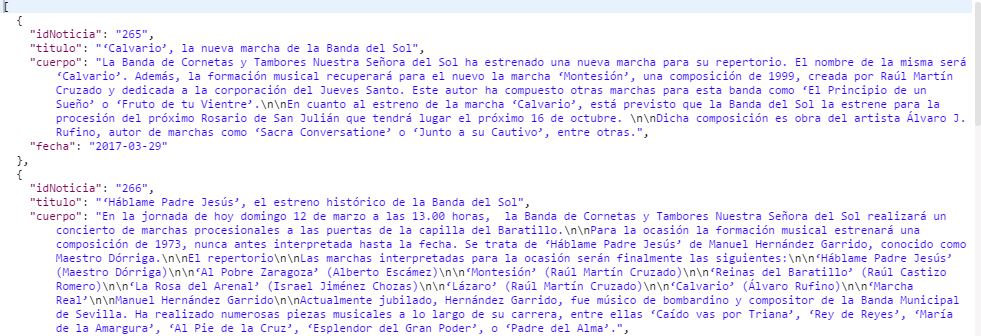 [
{
"idNoticia": "265",
"titulo": "‘Calvario’, la nueva marcha de la Banda del Sol",
"cuerpo": "La Banda de Cornetas y Tambores Nuestra Señora del Sol ha estrenado una nueva marcha para su repertorio. El nombre de la misma será
‘Calvario’. Además, la formación musical recuperará para el nuevo la marcha ‘Montesión’, una composición de 1999, creada por Raúl Martín
Cruzado y dedicada a la corporación del Jueves Santo. Este autor ha compuesto otras marchas para esta banda como ‘El Principio de un
Sueño’ o ‘Fruto de tu Vientre’.\n\n\nEn cuanto al estreno de la marcha ‘Calvario’, está previsto que la Banda del Sol la estrene para la
procesión del próximo Rosario de San Julián que tendrá lugar el próximo 16 de octubre. \n\n\nDicha composición es obra del artista Álvaro J.
Rufino, autor de marchas como ‘Sacra Conversatione’ o ‘Junto a su Cautivo’, entre otras.",
"fecha": "2017-03-29"
},
{
"idNoticia": "266",
"titulo": "‘Háblame Padre Jesús’, el estreno histórico de la Banda del Sol",
"cuerpo": "En la jornada de hoy domingo 12 de marzo a las 13.00 horas,  la Banda de Cornetas y Tambores Nuestra Señora del Sol realizará un
concierto de marchas procesionales a las puertas de la capilla del Baratillo.\n\n\nPara la ocasión la formación musical estrenará una
composición de 1973, nunca antes interpretada hasta la fecha. Se trata de ‘Háblame Padre Jesús’ de Manuel Hernández Garrido, conocido como
Maestro Dórriga.\n\n\nEl repertorio\n\n\nLas marchas interpretadas para la ocasión serán finalmente las siguientes:\n\n\n‘Háblame Padre Jesús’
(Maestro Dórriga)\n\n\n‘Al Pobre Zaragoza’ (Alberto Escámez)\n\n\n‘Montesión’ (Raúl Martín Cruzado)\n\n\n‘Reinas del Baratillo’ (Raúl Castizo
Romero)\n\n\n‘La Rosa del Arenal’ (Israel Jiménez Chozas)\n\n\n‘Lázaro’ (Raúl Martín Cruzado)\n\n\n‘Calvario’ (Álvaro Rufino)\n\n\n‘Marcha
Real’\n\n\nManuel Hernández Garrido\n\n\nActualmente jubilado, Hernández Garrido, fue músico de bombardino y compositor de la Banda Municipal
de Sevilla. Ha realizado numerosas piezas musicales a lo largo de su carrera, entre ellas ‘Caído vas por Triana’, ‘Rey de Reyes’, ‘María
de la Amargura’, ‘Al Pie de la Cruz’, ‘Esplendor del Gran Poder’, o ‘Padre del Alma’.",